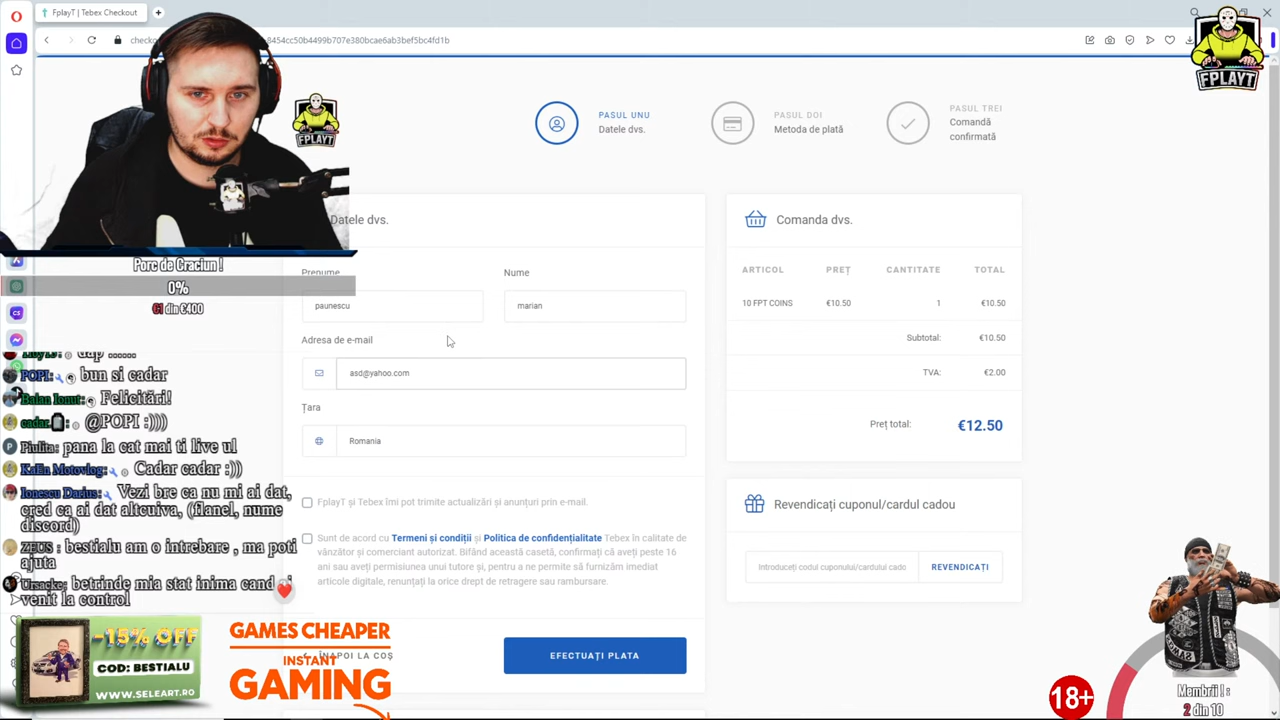 FplayT | Tebex Checkout
checko
8454cc50b4499b707e380bcae6ab3bef5bc4fd1b
FPLAYT
FPLAYT
PASUL UNU
Datele dvs.
PASUL DOI
Metoda de plată
PASUL TREI
Comandă
confirmată
Datele dvs.
Prenume
Nume
paunescu
marian
Adresa de e-mail
asd@yahoo.com
Țara
Romania
FplayT și Tebex îmi pot trimite actualizări și anunțuri prin e-mail.
Sunt de acord cu Termeni și condiții și Politica de confidențialitate Tebex în calitate de
vânzător și comerciant autorizat. Bifând această casetă, confirmați că aveți peste 16
ani sau aveți permisiunea unui tutore și, pentru a ne permite să furnizăm imediat
articole digitale, renunțați la orice drept de retragere sau rambursare.
ÎNAPOI LA COȘ
EFECTUAȚI PLATA
Comanda dvs.
ARTICOL PREȚ CANTITATE TOTAL
10 FPT COINS €10.50 1 €10.50
Subtotal: €10.50
TVA: €2.00
Preț total: €12.50
Revendicați cuponul/cardul cadou
Introduceți codul cuponului/cardului cadc
REVENDICAȚI
Porc de Craciun !
0%
€1 din €400
gap ......
POPI: bun si cadar
Balan Ionut: Felicitări!
cadar : @POPI :))))
Piulita: pana la cat mai ti live ul
KaEn Motovlog: Cadar cadar :))
Ionescu Darius: Vezi bre ca nu mi ai dat,
cred ca ai dat altcuiva, (flanel, nume
discord)
ZEUS : bestialu am o intrebare , ma poti
ajuta
Ursache: betrinde mia stat inima cand ai
venit la control
-15% OFF
COD: BESTIALU
WWW.SELEART.RO
GAMES CHEAPER
INSTANT
GAMING
18+
Membrii ! :
2 din 10